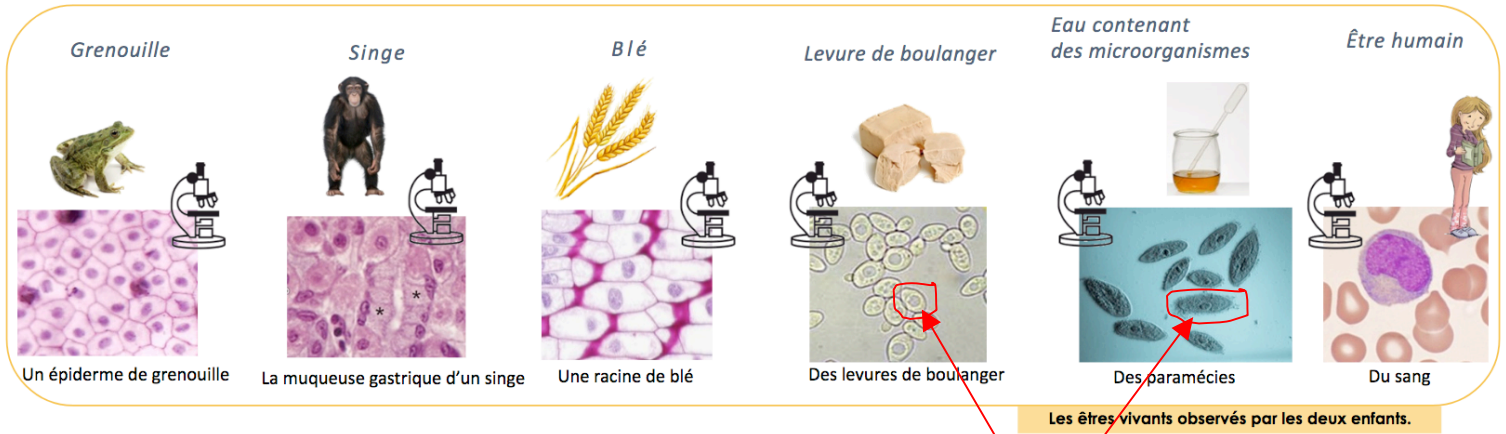 Grenouille
Singe
Blé
Levure de boulanger
Eau contenant
des microorganismes
Être humain
*
*
Un épiderme de grenouille
La muqueuse gastrique d'un singe
Une racine de blé
Des levures de boulanger
Des paramécies
Du sang
Les êtres vivants observés par les deux enfants.